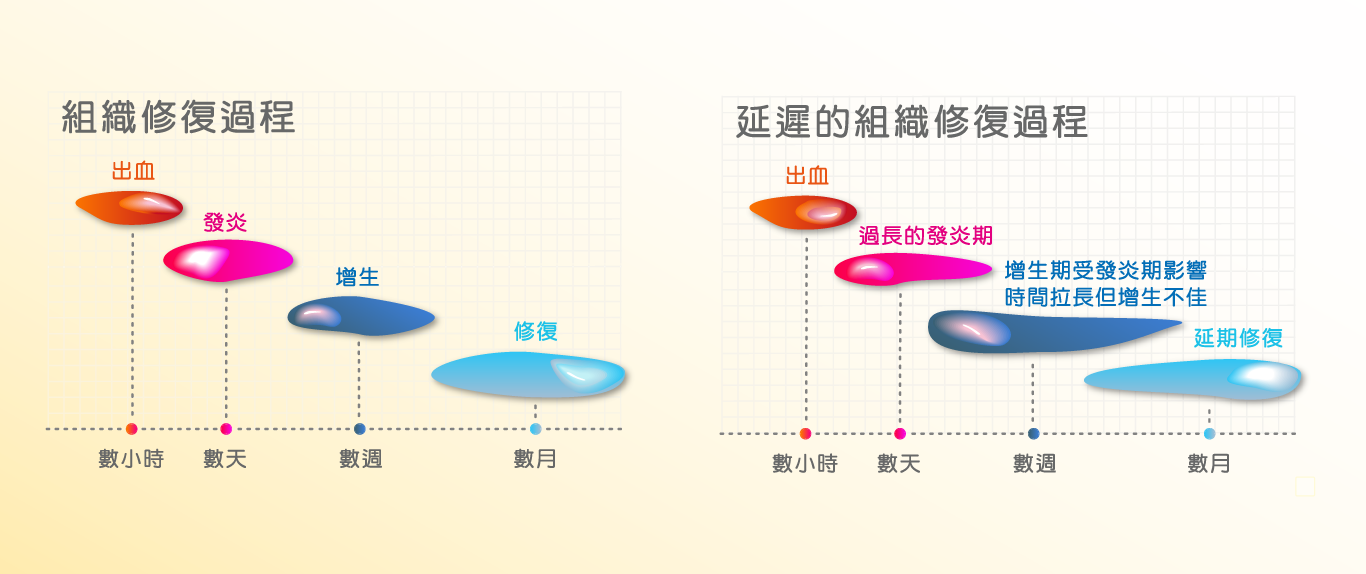 組織修復過程
出血
發炎
增生
修復
數小時
數天
數週
數月
延遲的組織修復過程
出血
過長的發炎期
增生期受發炎期影響
時間拉長但增生不佳
延期修復
數小時
數天
數週
數月